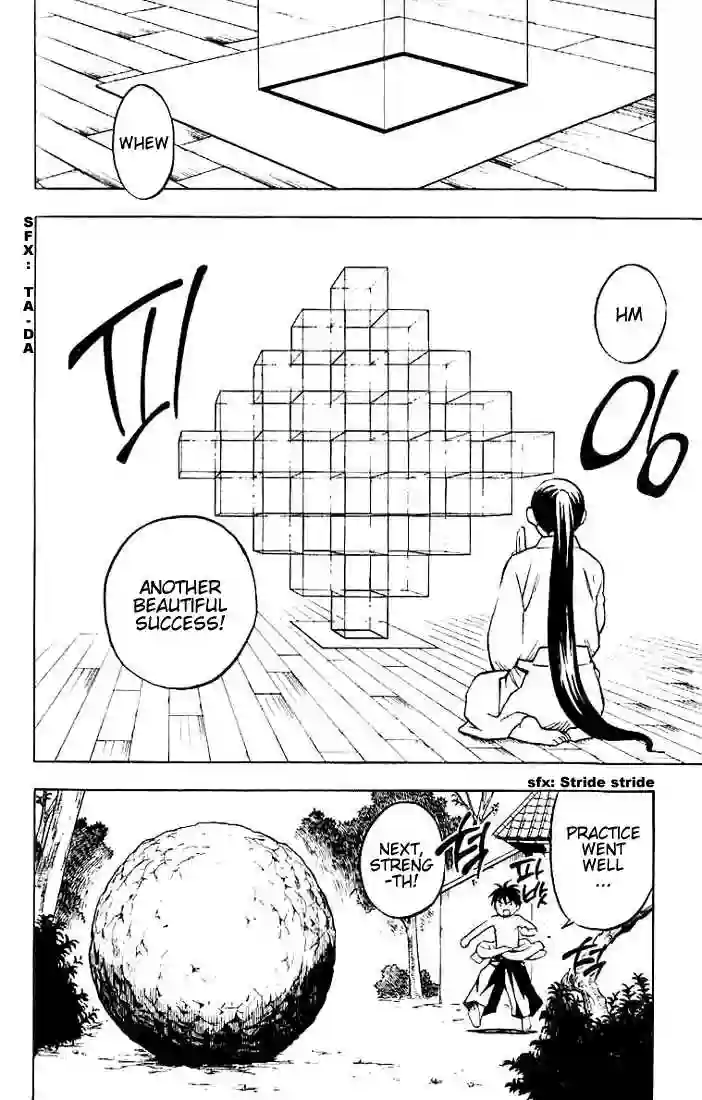 WHEW
SFX: TA-DA
HM
ANOTHER
BEAUTIFUL
SUCCESS!
sfx: Stride stride
PRACTICE
WENT
WELL
...
NEXT,
STRENG
-TH!